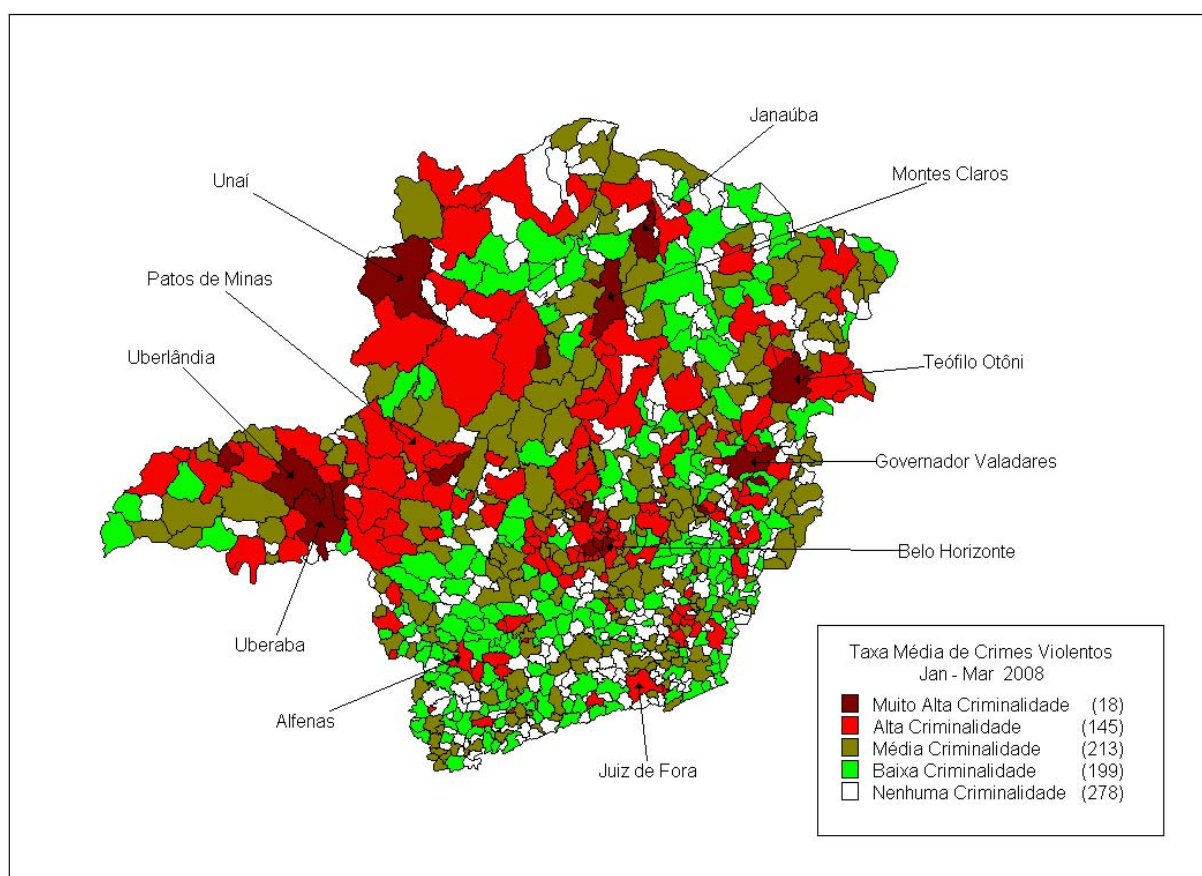 Janaúba
Montes Claros
Unaí
Patos de Minas
Uberlândia
Teófilo Otôni
Governador Valadares
Belo Horizonte
Uberaba
Alfenas
Juiz de Fora
Taxa Média de Crimes Violentos
Jan - Mar 2008
Muito Alta Criminalidade (18)
Alta Criminalidade (145)
Média Criminalidade (213)
Baixa Criminalidade (199)
Nenhuma Criminalidade (278)